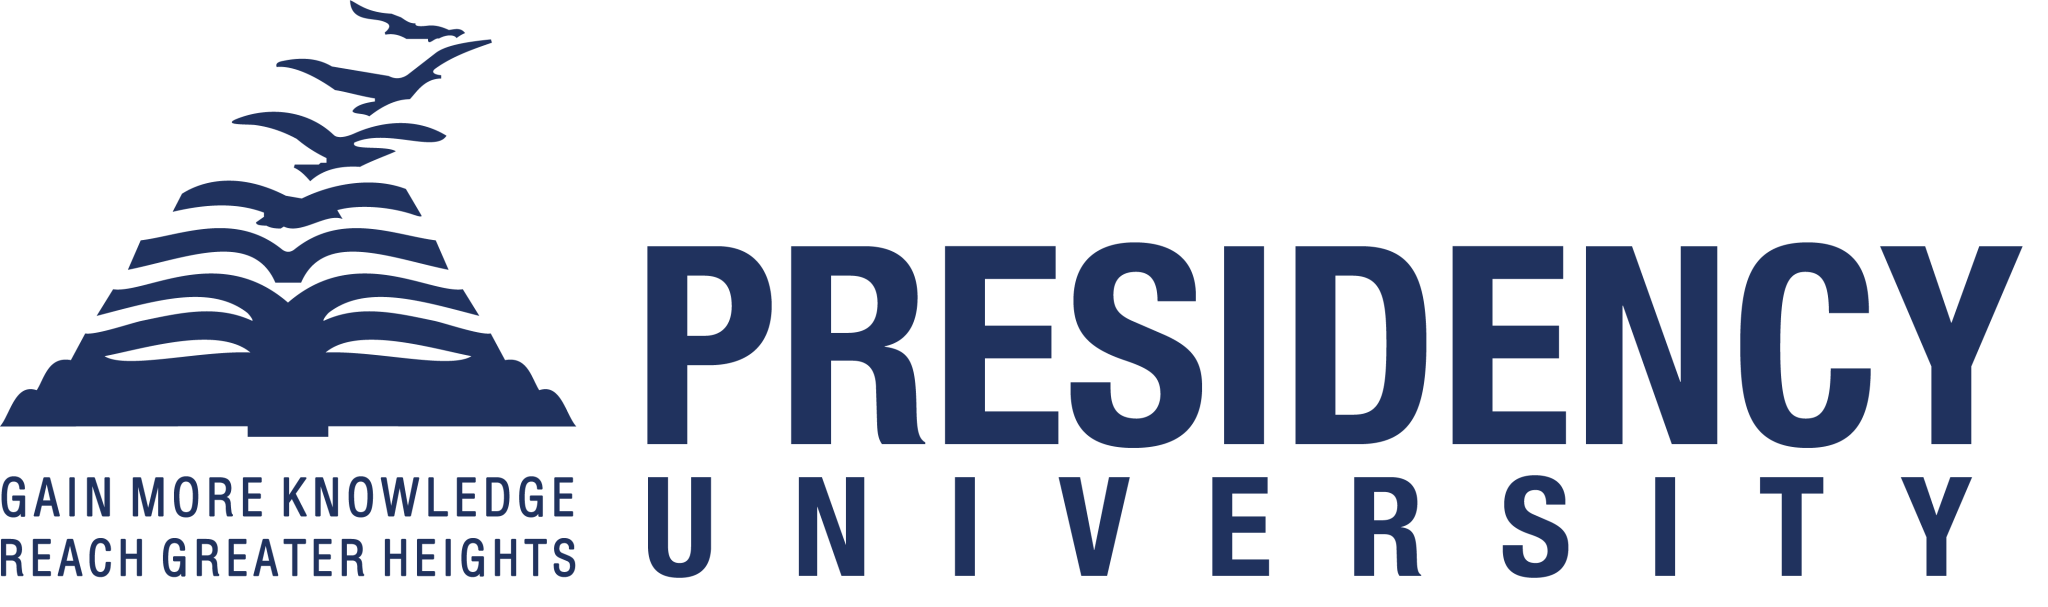 PRESIDENCY
UNIVERSITY
GAIN MORE KNOWLEDGE
REACH GREATER HEIGHTS